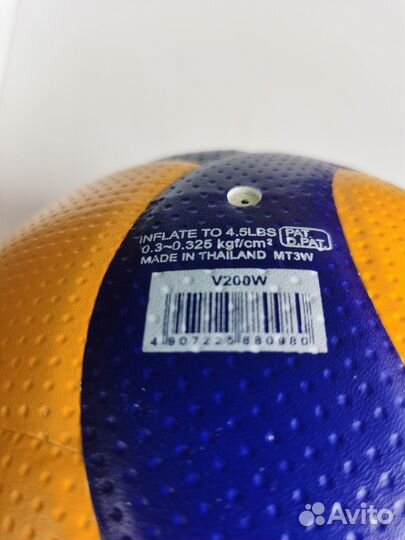 INFLATE TO 4.5LBS PAT.
0.3~0.325 kgf/cm² D.PAT.
MADE IN THAILAND MT3W
V200W
4 907225 880980
Avito